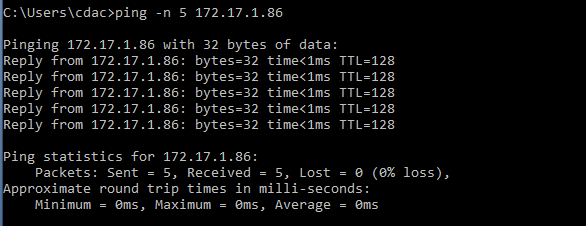 C:\Users\cdac>ping -n 5 172.17.1.86
Pinging 172.17.1.86 with 32 bytes of data:
Reply from 172.17.1.86: bytes=32 time<1ms TTL=128
Reply from 172.17.1.86: bytes=32 time<1ms TTL=128
Reply from 172.17.1.86: bytes=32 time<1ms TTL=128
Reply from 172.17.1.86: bytes=32 time<1ms TTL=128
Reply from 172.17.1.86: bytes=32 time<1ms TTL=128
Ping statistics for 172.17.1.86:
    Packets: Sent = 5, Received = 5, Lost = 0 (0% loss),
Approximate round trip times in milli-seconds:
    Minimum = 0ms, Maximum = 0ms, Average = 0ms